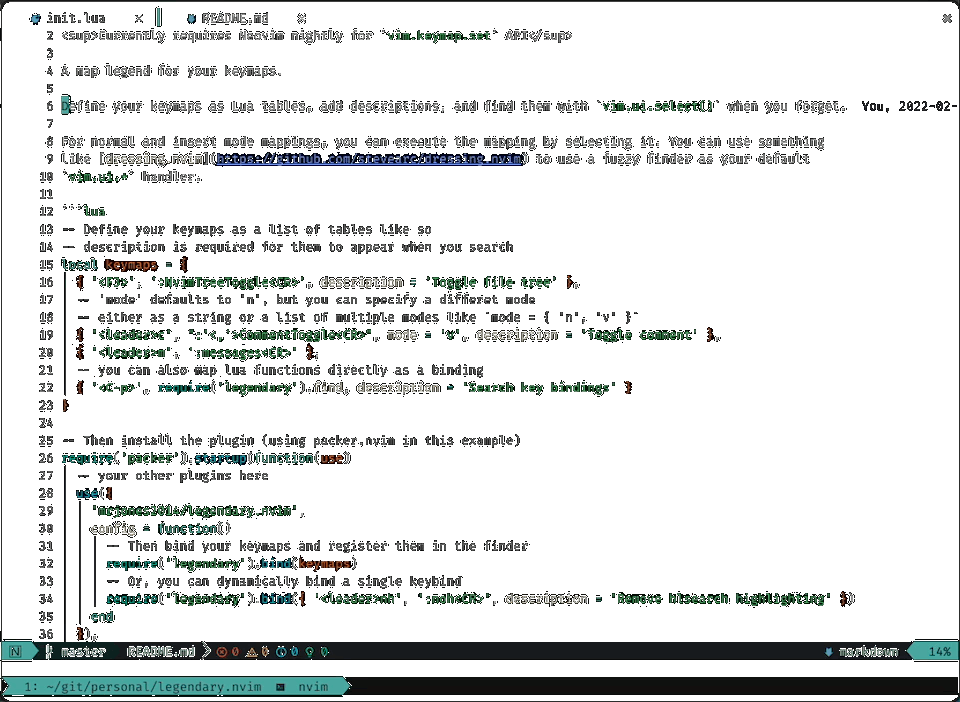 init.lua README.md
2 <sup>Currently requires Neovim nightly for `vim.keymap.set` API</sup>
3
4 A map legend for your keymaps.
5
6 Define your keymaps as Lua tables, add descriptions, and find them with `vim.ui.select()` when you forget. You, 2022-02-
7
8 For normal and insert mode mappings, you can execute the mapping by selecting it. You can use something
9 like [dressing.nvim](https://github.com/stevearc/dressing.nvim) to use a fuzzy finder as your default
10 `vim.ui.*` handler.
11
12 ```lua
13 -- Define your keymaps as a list of tables like so
14 -- description is required for them to appear when you search
15 local keymaps = {
16 { '<F3>', ':NvimTreeToggle<CR>', description = 'Toggle file tree' },
17 -- 'mode' defaults to 'n', but you can specify a differet mode
18 -- either as a string or a list of multiple modes like `mode = { 'n', 'v' }`
19 { '<leader>c', ":'<,'>CommentToggle<CR>", mode = 'v', description = 'Toggle comment' },
20 { '<leader>m', ':messages<CR>' },
21 -- you can also map lua functions directly as a binding
22 { '<C-p>', require('legendary').find, description = 'Search key bindings' }
23 }
24
25 -- Then install the plugin (using packer.nvim in this example)
26 require('packer').startup(function(use)
27 -- your other plugins here
28 use({
29 'mrjones2014/legendary.nvim',
30 config = function()
31 -- Then bind your keymaps and register them in the finder
32 require('legendary').bind(keymaps)
33 -- Or, you can dynamically bind a single keybind
34 require('legendary').bind({ '<leader>nh', ':noh<CR>', description = 'Remove hlsearch highlighting' })
35 end
36 }),
N master README.md 0 0 0 0 markdown 14%
1: ~/git/personal/legendary.nvim nvim